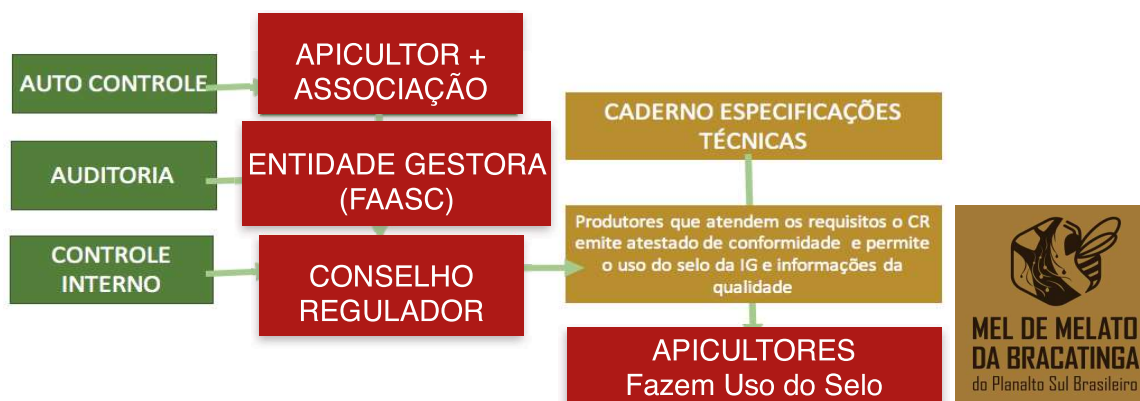 AUTO CONTROLE
APICULTOR +
ASSOCIAÇÃO
AUDITORIA
ENTIDADE GESTORA
(FAASC)
CONTROLE
INTERNO
CONSELHO
REGULADOR
CADERNO ESPECIFICAÇÕES
TÉCNICAS
Produtores que atendem os requisitos o CR
emite atestado de conformidade e permite
o uso do selo da IG e informações da
qualidade
APICULTORES
Fazem Uso do Selo
MEL DE MELATO
DA BRACATINGA
do Planalto Sul Brasileiro